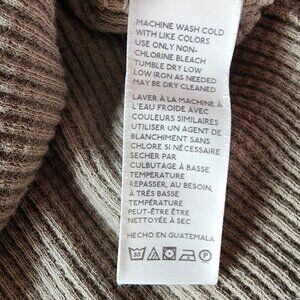 MACHINE WASH COLD
WITH LIKE COLORS
USE ONLY NON-
CHLORINE BLEACH
TUMBLE DRY LOW
LOW IRON AS NEEDED
MAY BE DRY CLEANED
LAVER À LA MACHINE À
L'EAU FROIDE AVEC
COULEURS SIMILAIRES
UTILISER UN AGENT DE
BLANCHIMENT SANS
CHLORE SI NÉCESSAIRE
SECHER PAR
CULBUTAGE À BASSE
TEMPÉRATURE
REPASSER, AU BESOIN,
À TRÈS BASSE
TEMPÉRATURE
PEUT-ÊTRE ÊTRE
NETTOYÉE À SEC
HECHO EN GUATEMALA
30 P